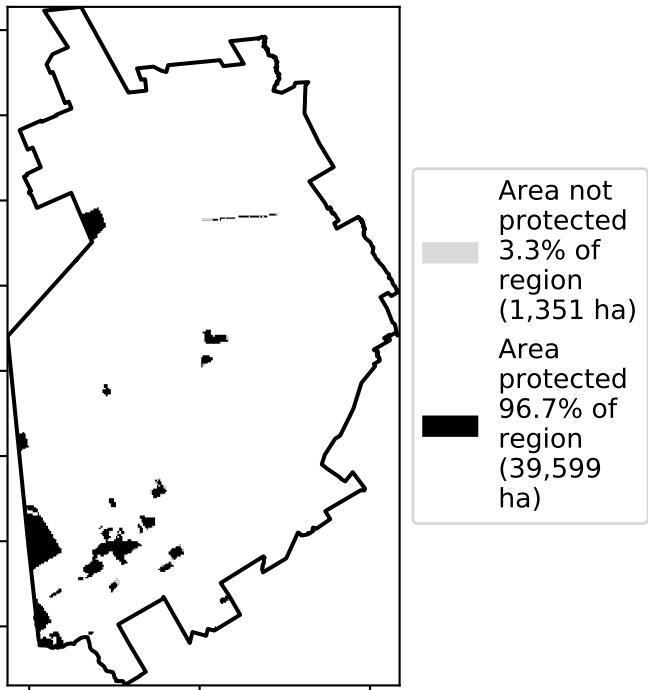 Area not
protected
3.3% of
region
(1,351 ha)
Area
protected
96.7% of
region
(39,599
ha)